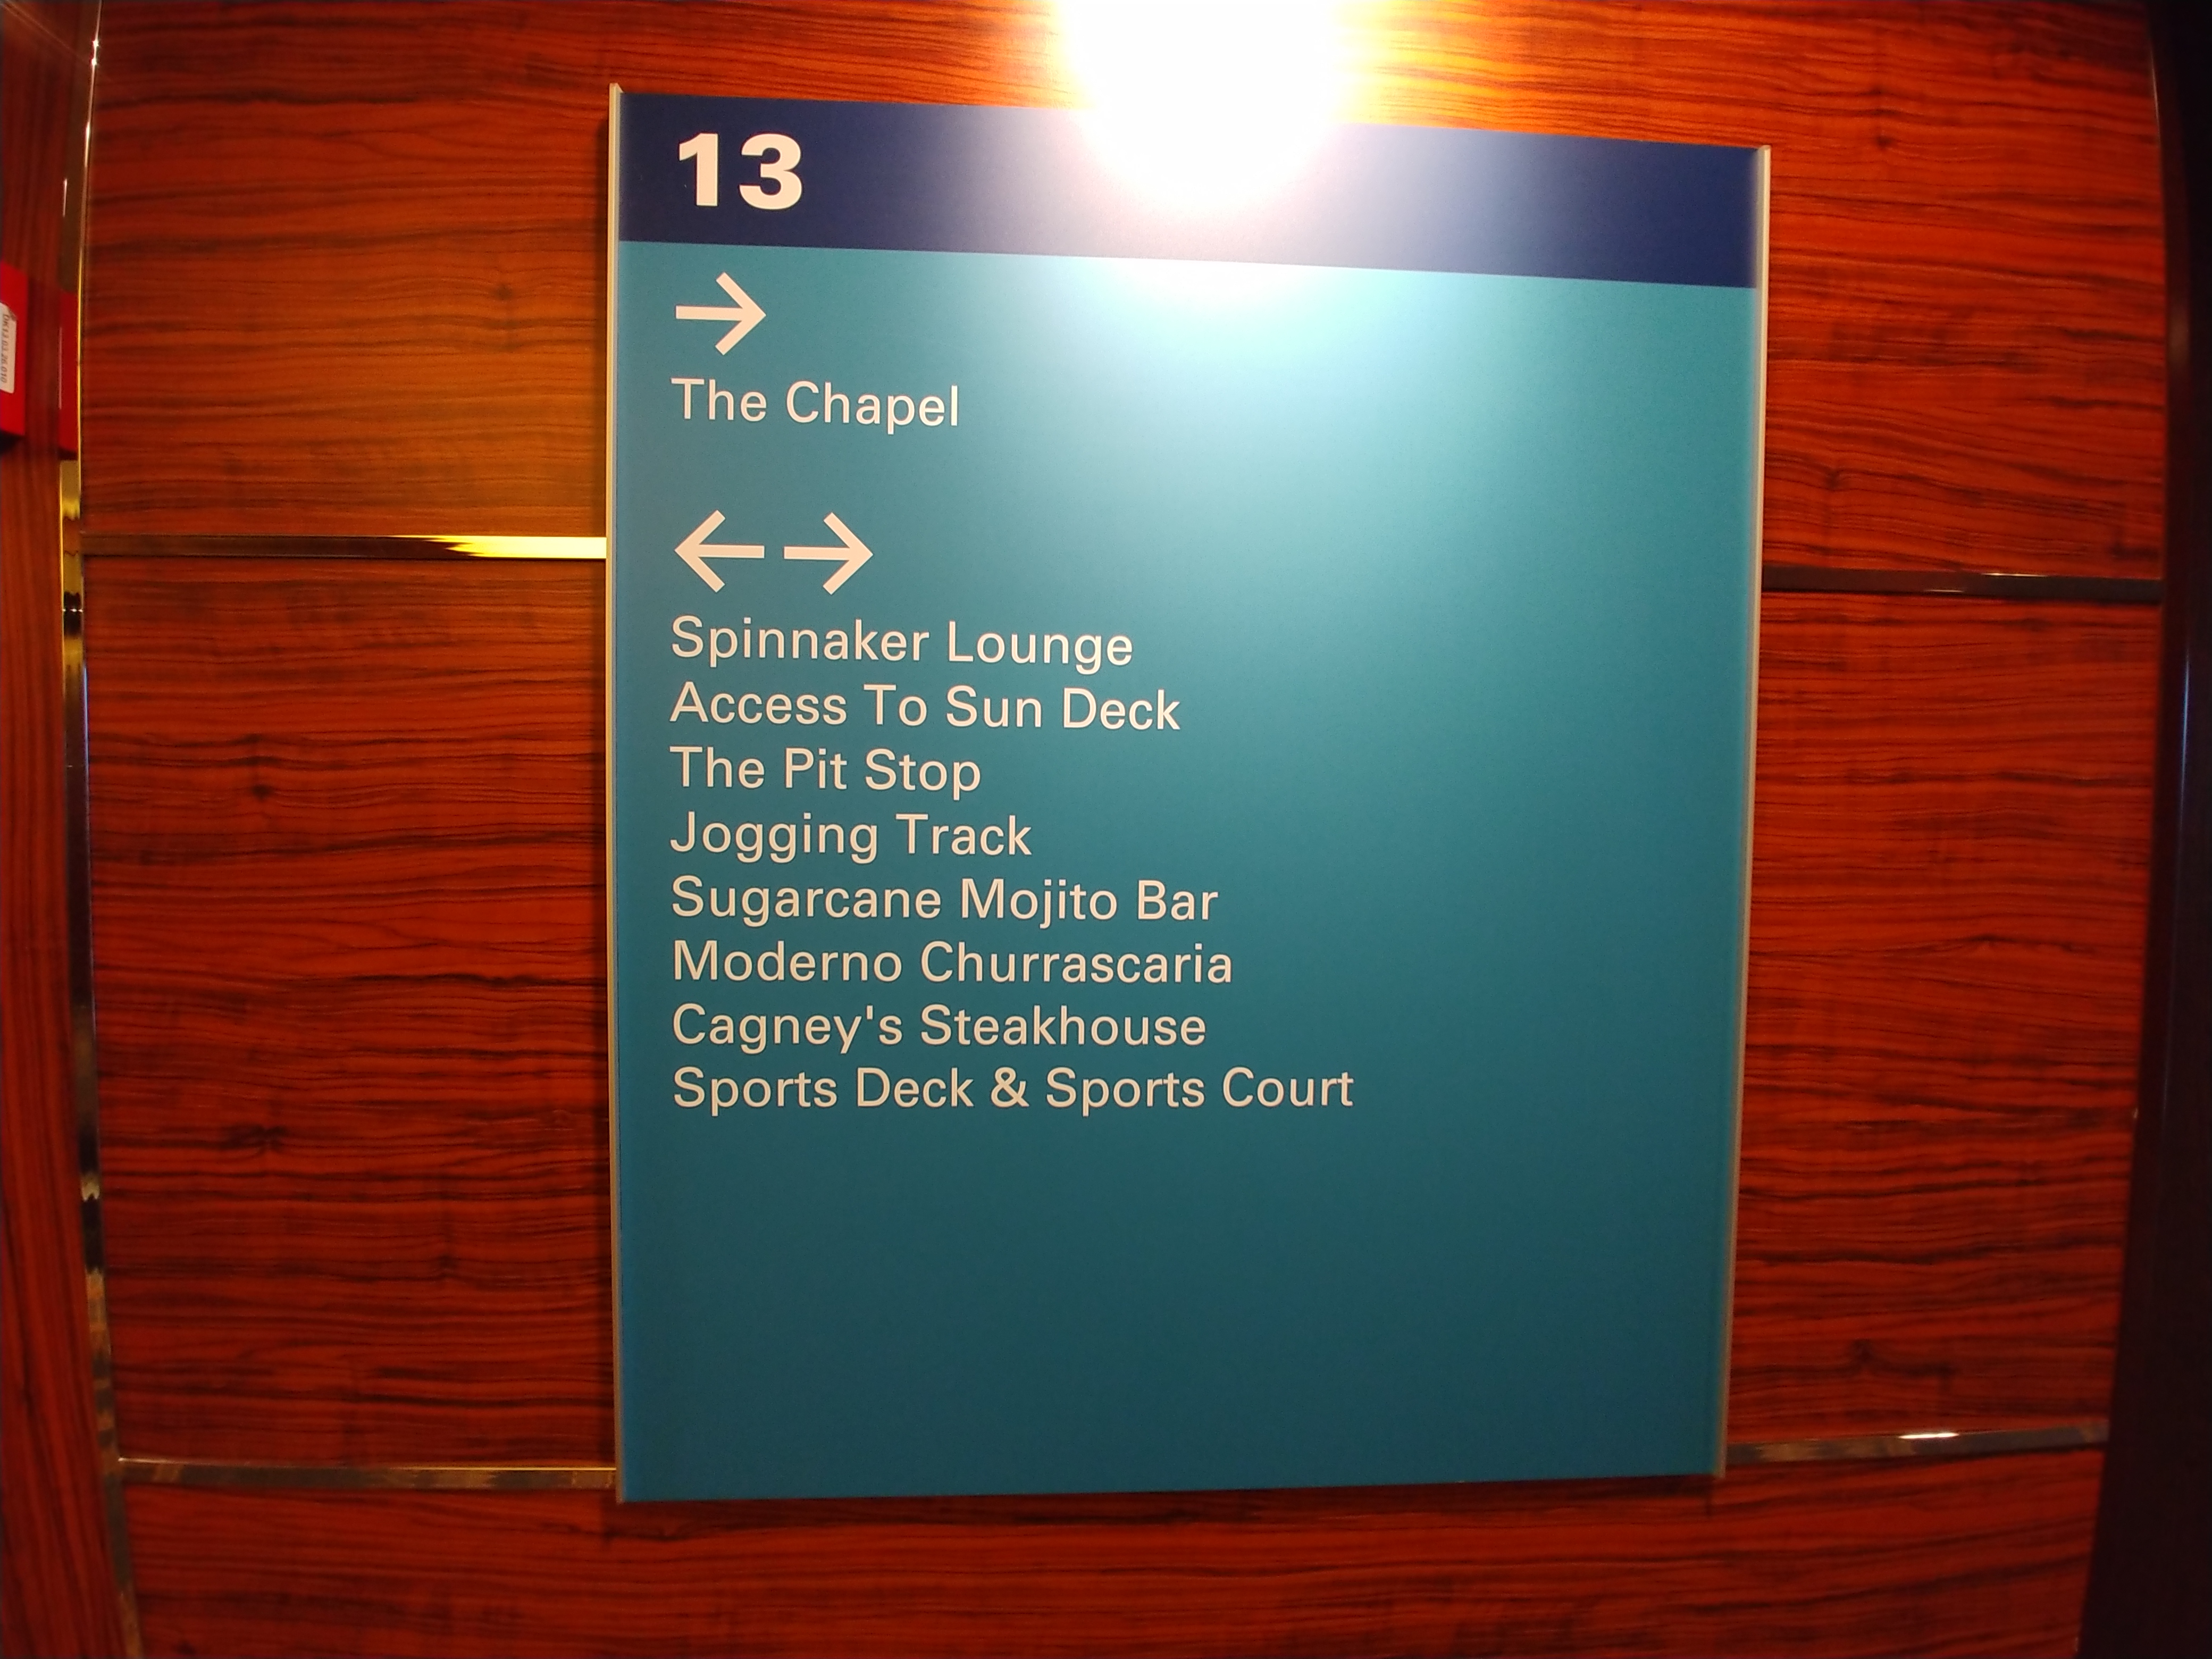 13
→
The Chapel
← →
Spinnaker Lounge
Access To Sun Deck
The Pit Stop
Jogging Track
Sugarcane Mojito Bar
Moderno Churrascaria
Cagney's Steakhouse
Sports Deck & Sports Court